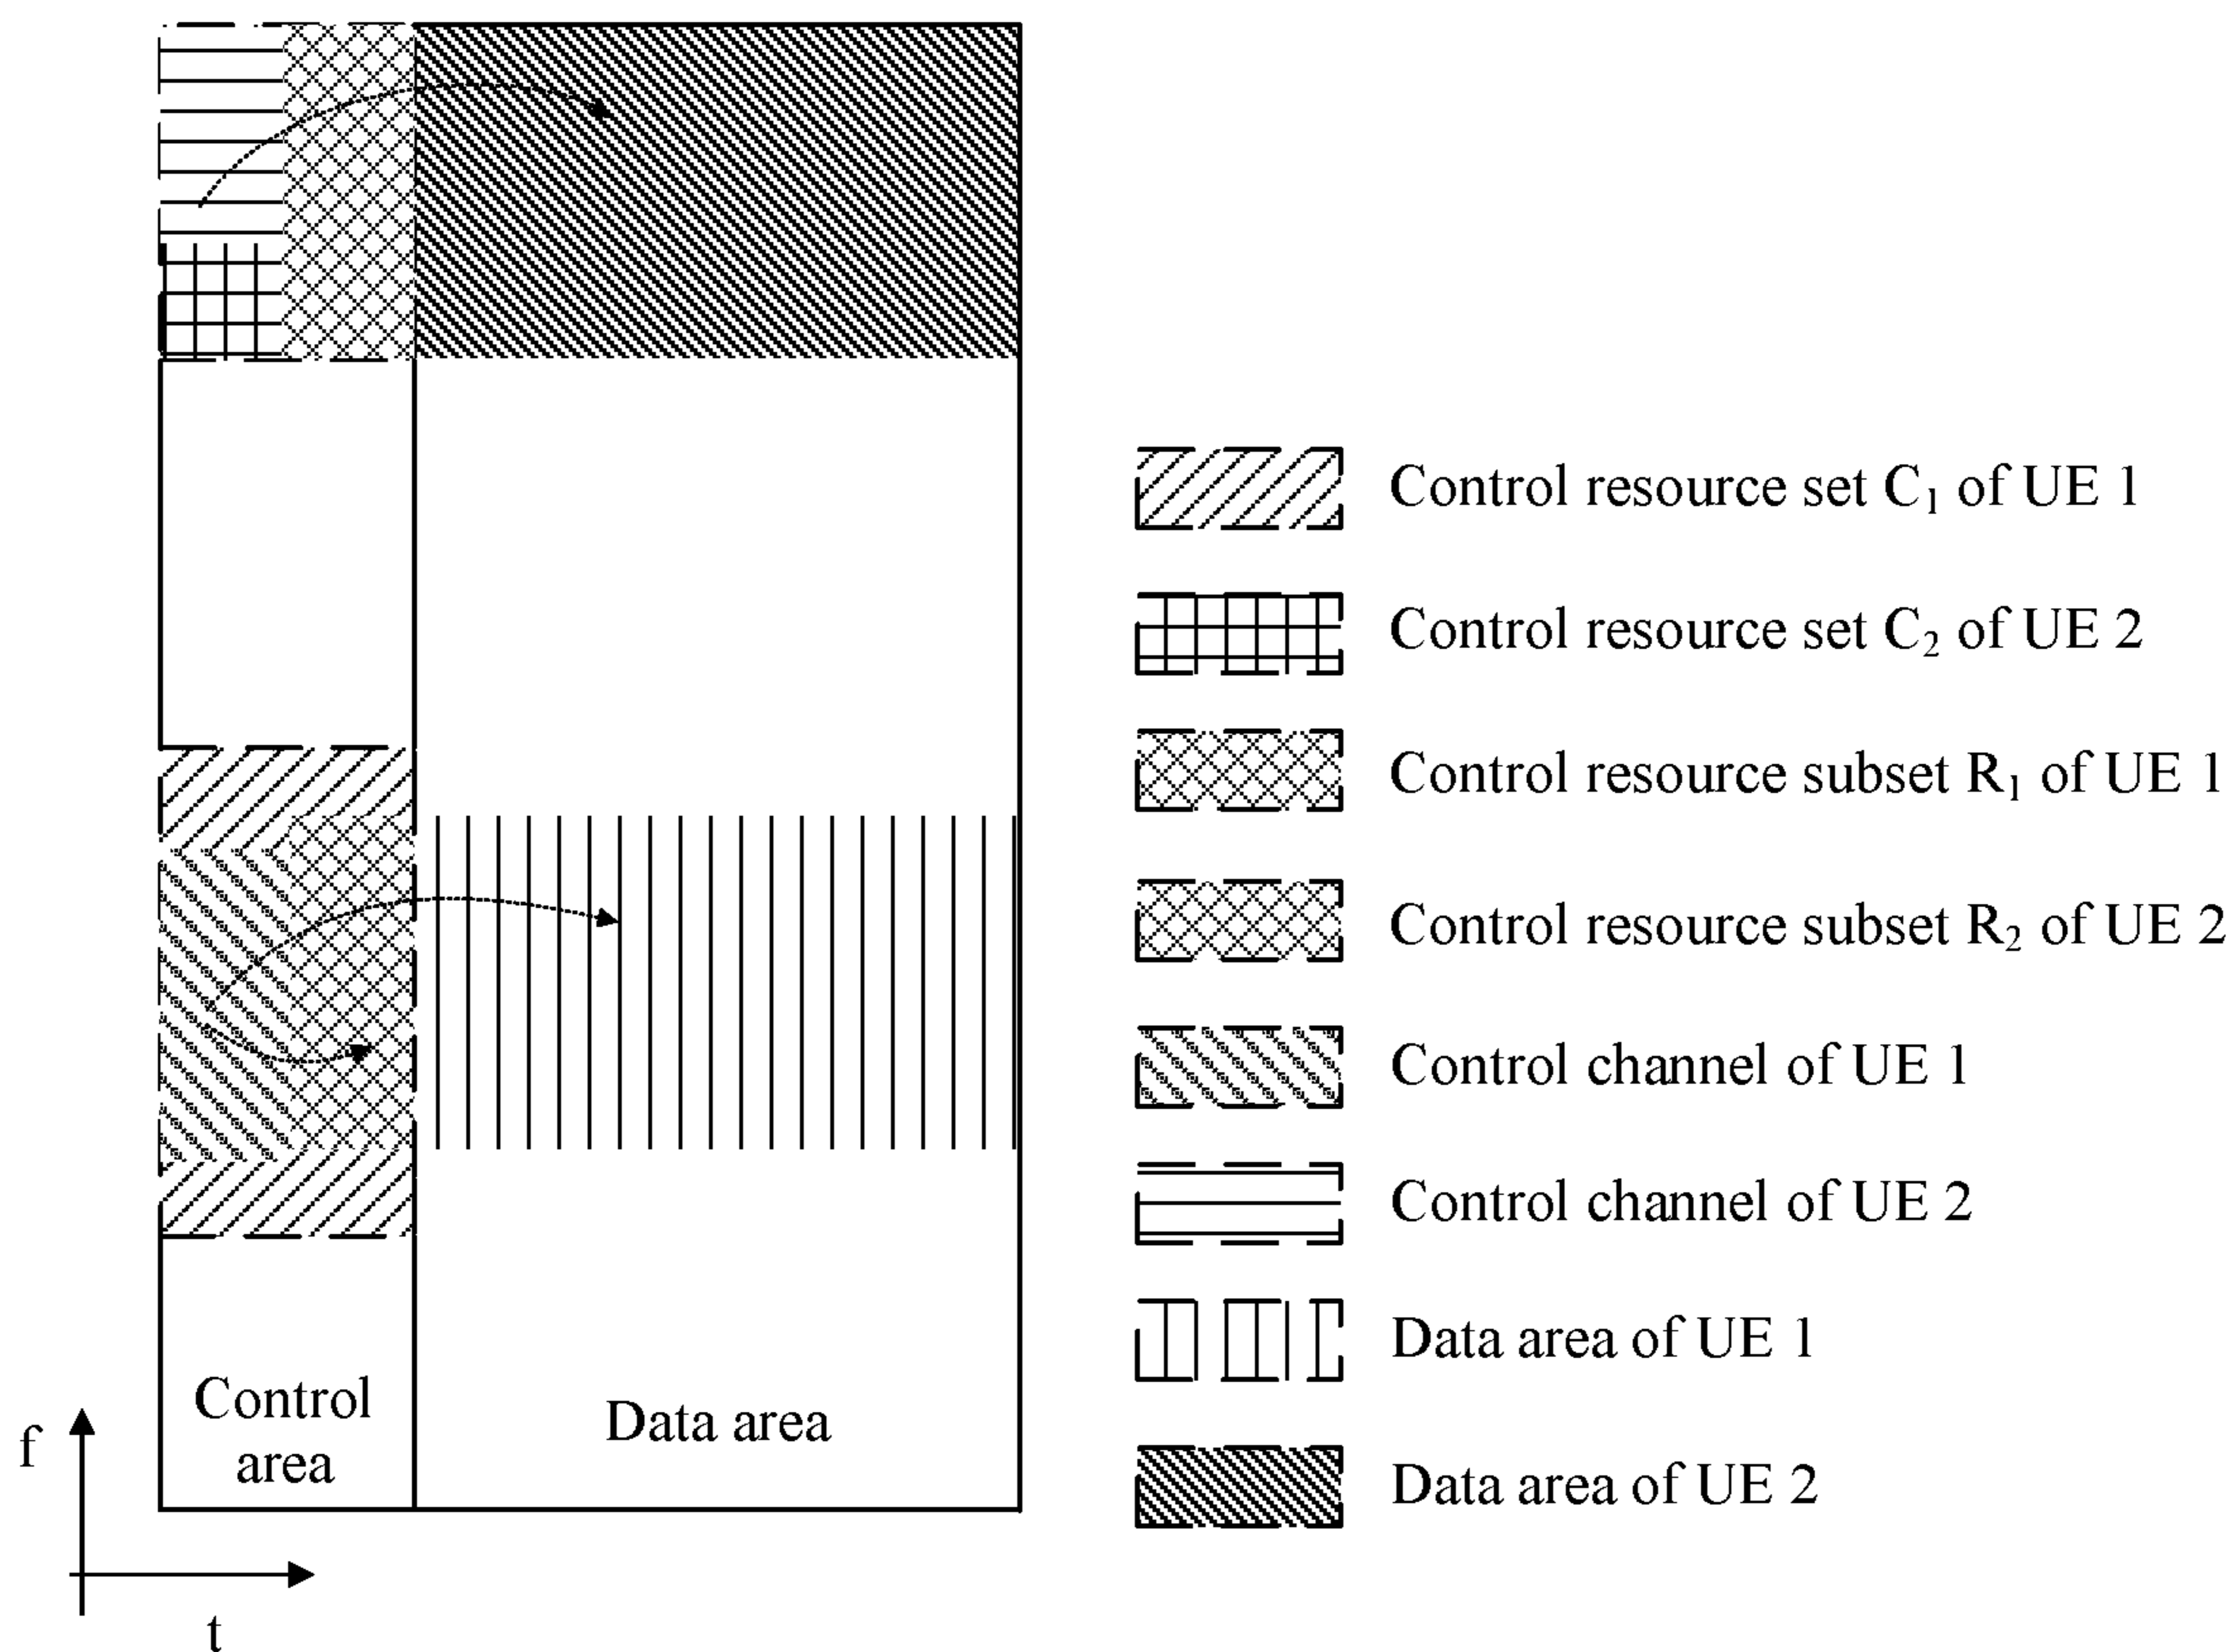 Control resource set C₁ of UE 1
Control resource set C₂ of UE 2
Control resource subset R₁ of UE 1
Control resource subset R₂ of UE 2
Control channel of UE 1
Control channel of UE 2
Data area of UE 1
Data area of UE 2
Control
area
Data area
f
t